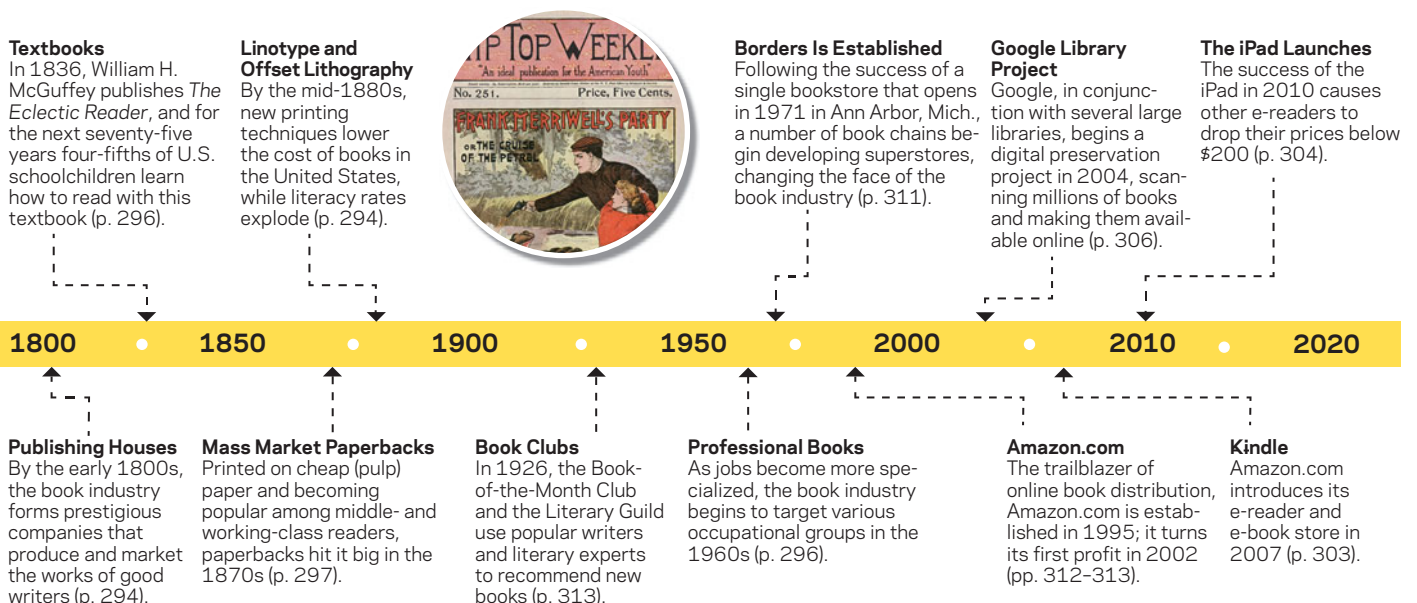 Textbooks
In 1836, William H.
McGuffey publishes The
Eclectic Reader, and for
the next seventy-five
years four-fifths of U.S.
schoolchildren learn
how to read with this
textbook (p. 296).
Linotype and
Offset Lithography
By the mid-1880s,
new printing
techniques lower
the cost of books in
the United States,
while literacy rates
explode (p. 294).
TOP WEEKL
"An ideal publication for the American Youth"
No. 251. Price, Five Cents.
FRANK MERRIWELL'S PARTY
OR THE CRUISE
OF THE PETREL
Borders Is Established
Following the success of a
single bookstore that opens
in 1971 in Ann Arbor, Mich.,
a number of book chains be-
gin developing superstores,
changing the face of the
book industry (p. 311).
Google Library
Project
Google, in conjunc-
tion with several large
libraries, begins a
digital preservation
project in 2004, scan-
ning millions of books
and making them avail-
able online (p. 306).
The iPad Launches
The success of the
iPad in 2010 causes
other e-readers to
drop their prices below
$200 (p. 304).
1800 1850 1900 1950 2000 2010 2020
Publishing Houses
By the early 1800s,
the book industry
forms prestigious
companies that
produce and market
the works of good
writers (p. 294).
Mass Market Paperbacks
Printed on cheap (pulp)
paper and becoming
popular among middle- and
working-class readers,
paperbacks hit it big in the
1870s (p. 297).
Book Clubs
In 1926, the Book-
of-the-Month Club
and the Literary Guild
use popular writers
and literary experts
to recommend new
books (p. 313).
Professional Books
As jobs become more spe-
cialized, the book industry
begins to target various
occupational groups in the
1960s (p. 296).
Amazon.com
The trailblazer of
online book distribution,
Amazon.com is estab-
lished in 1995; it turns
its first profit in 2002
(pp. 312–313).
Kindle
Amazon.com
introduces its
e-reader and
e-book store in
2007 (p. 303).